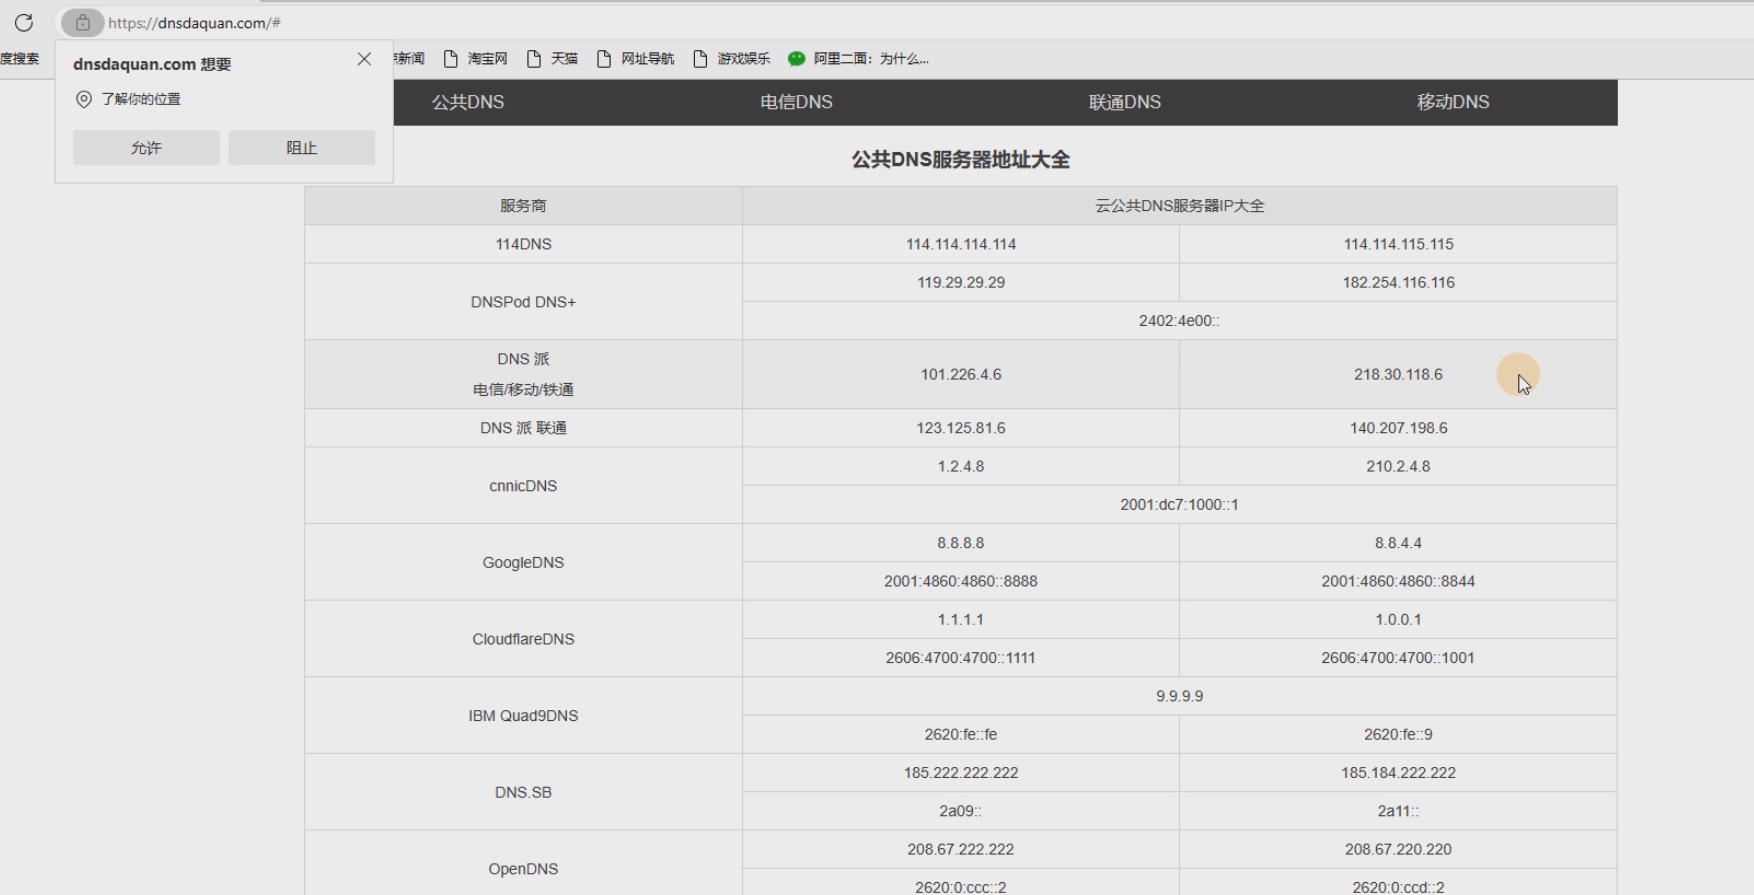 https://dnsdaquan.com/#
度搜索
新闻
淘宝网
天猫
网址导航
游戏娱乐
阿里二面：为什么...
dnsdaquan.com 想要
了解你的位置
允许
阻止
公共DNS
电信DNS
联通DNS
移动DNS
公共DNS服务器地址大全
服务商
云公共DNS服务器IP大全
114DNS
114.114.114.114
114.114.115.115
DNSPod DNS+
119.29.29.29
182.254.116.116
2402:4e00::
DNS 派
电信/移动/铁通
101.226.4.6
218.30.118.6
DNS 派 联通
123.125.81.6
140.207.198.6
cnnicDNS
1.2.4.8
210.2.4.8
2001:dc7:1000::1
GoogleDNS
8.8.8.8
8.8.4.4
2001:4860:4860::8888
2001:4860:4860::8844
CloudflareDNS
1.1.1.1
1.0.0.1
2606:4700:4700::1111
2606:4700:4700::1001
IBM Quad9DNS
9.9.9.9
2620:fe::fe
2620:fe::9
DNS.SB
185.222.222.222
185.184.222.222
2a09::
2a11::
OpenDNS
208.67.222.222
208.67.220.220
2620:0:ccc::2
2620:0:ccd::2